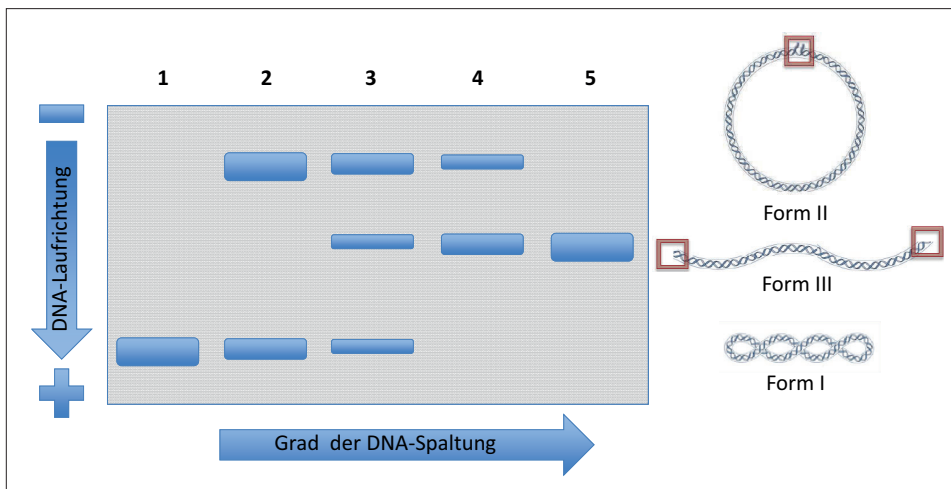 1 2 3 4 5
DNA-Laufrichtung
Form II
Form III
Form I
Grad der DNA-Spaltung